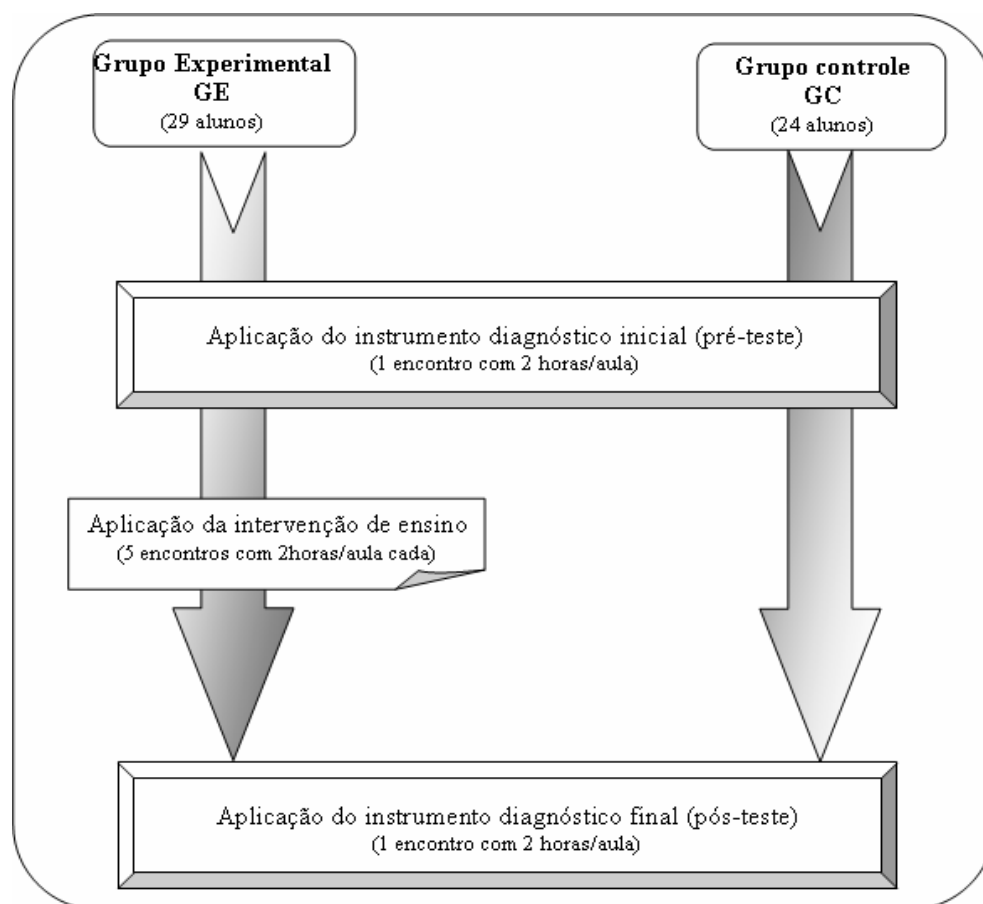 Grupo Experimental
GE
(29 alunos)
Grupo controle
GC
(24 alunos)
Aplicação do instrumento diagnóstico inicial (pré-teste)
(1 encontro com 2 horas/aula)
Aplicação da intervenção de ensino
(5 encontros com 2horas/aula cada)
Aplicação do instrumento diagnóstico final (pós-teste)
(1 encontro com 2 horas/aula)